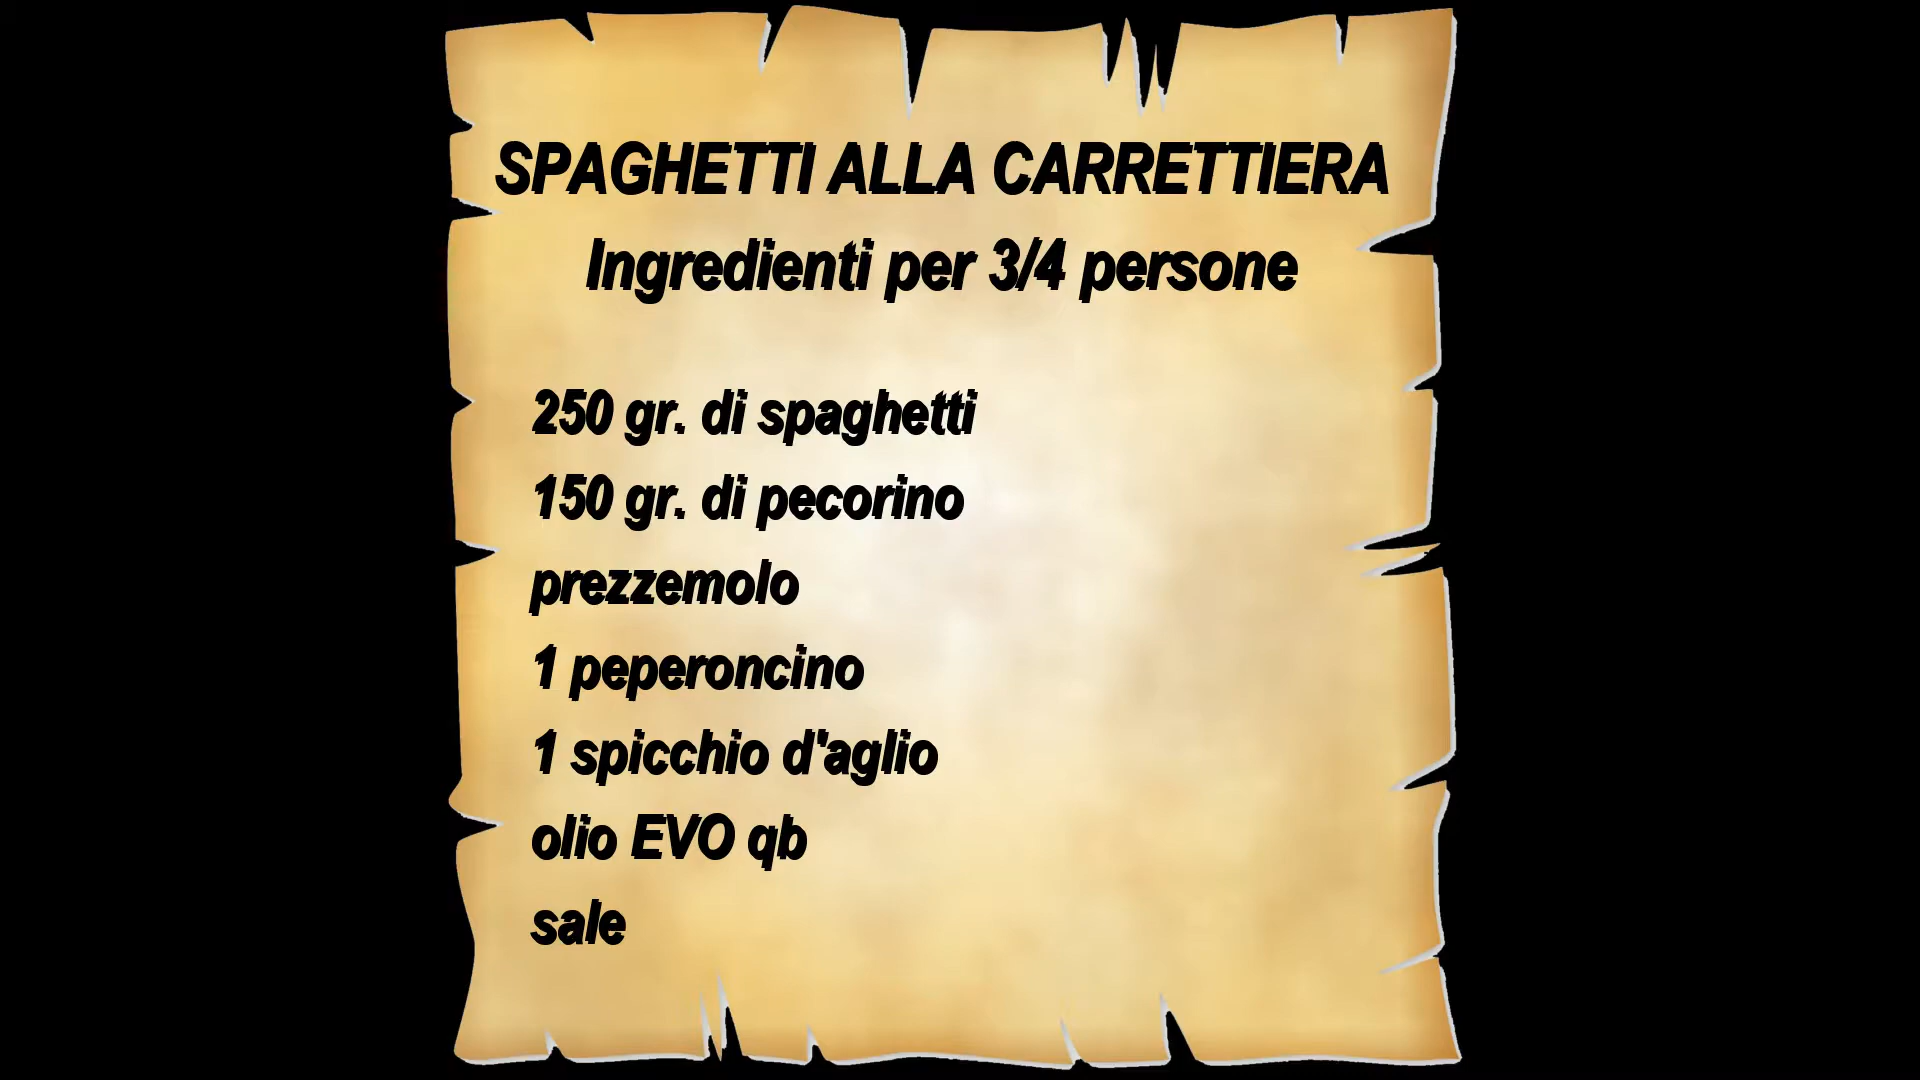 SPAGHETTI ALLA CARRETTIERA
Ingredienti per 3/4 persone
250 gr. di spaghetti
150 gr. di pecorino
prezzemolo
1 peperoncino
1 spicchio d'aglio
olio EVO qb
sale